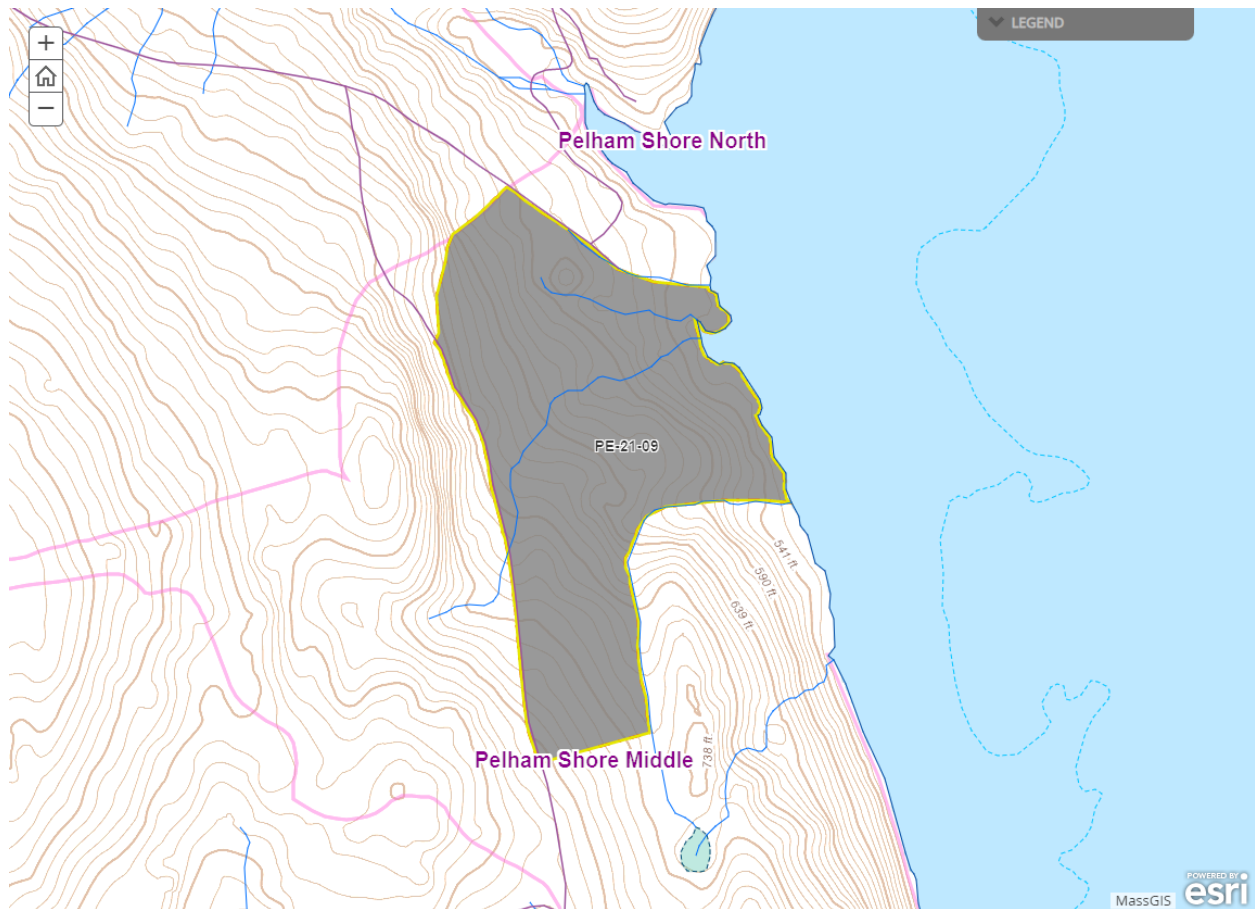 LEGEND
+
−
Pelham Shore North
PE-21-09
541 ft
590 ft
639 ft
738 ft
Pelham Shore Middle
MassGIS
POWERED BY
esri